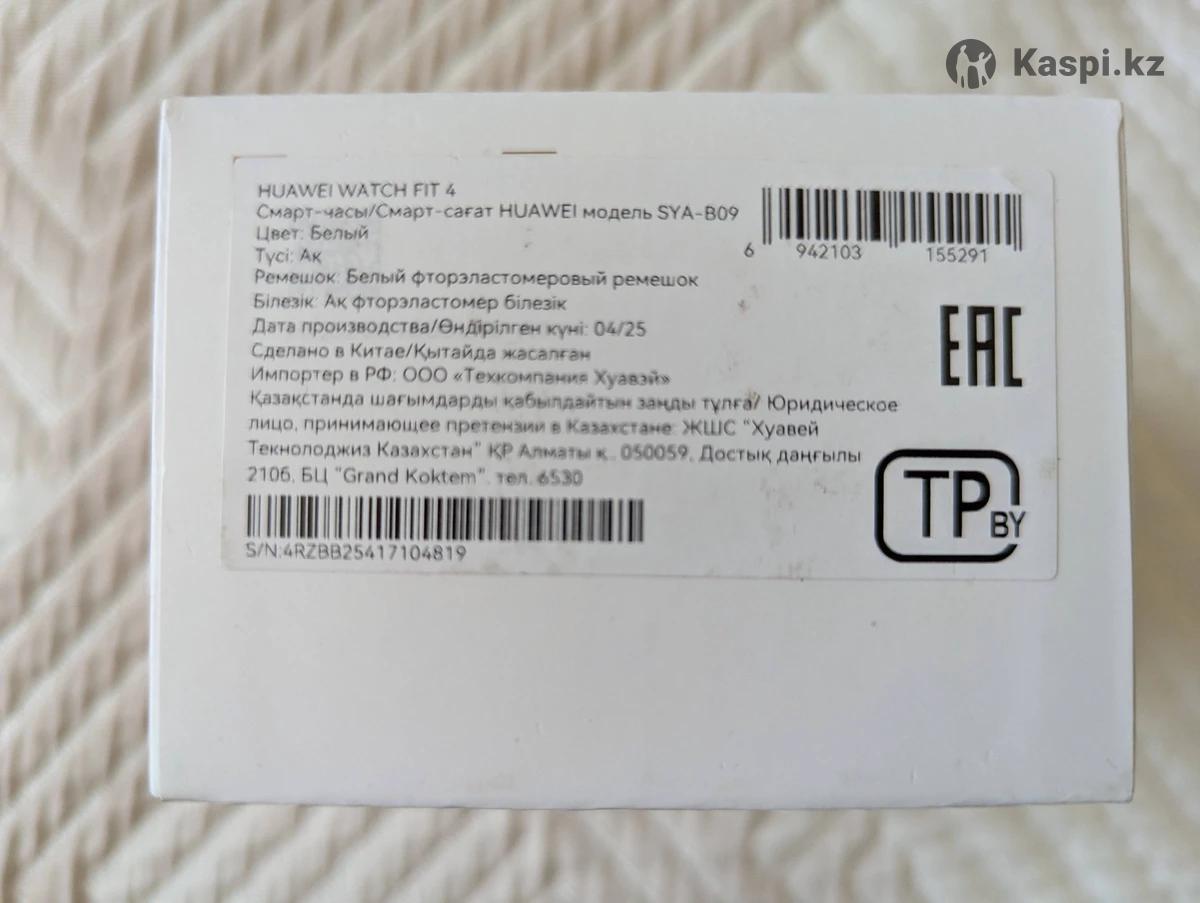 Kaspi.kz
HUAWEI WATCH FIT 4
Смарт-часы/Смарт-сағат HUAWEI модель SYA-B09
Цвет: Белый
Түсі: Ақ
Ремешок: Белый фторэластомеровый ремешок
Білезік: Ақ фторэластомер білезік
Дата производства/Өндірілген күні: 04/25
Сделано в Китае/Қытайда жасалған
Импортер в РФ: ООО «Техкомпания Хуавэй»
Қазақстанда шағымдарды қабылдайтын заңды тұлға/ Юридическое
лицо, принимающее претензии в Казахстане: ЖШС "Хуавей
Текнолоджиз Казахстан" ҚР Алматы қ., 050059, Достық даңғылы
210б, БЦ "Grand Koktem", тел. 6530
S/N:4RZBB25417104819
6 942103 155291
EAC
TP BY